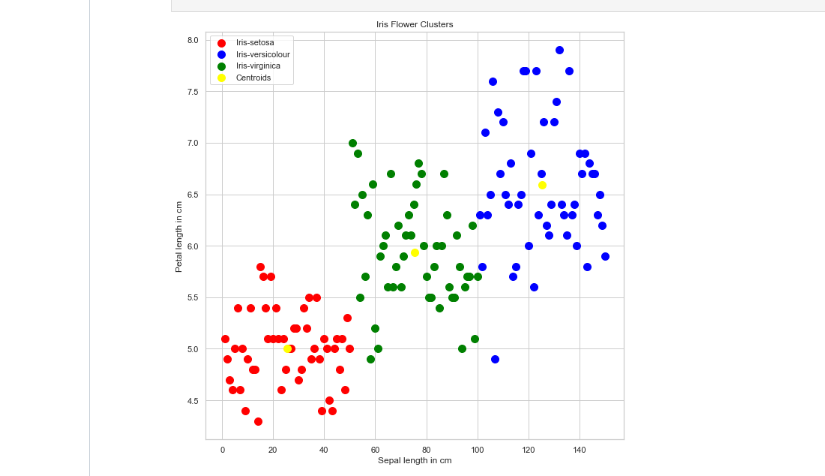 Iris Flower Clusters
Iris-setosa
Iris-versicolour
Iris-virginica
Centroids
8.0
7.5
7.0
6.5
6.0
5.5
5.0
4.5
Petal length in cm
0 20 40 60 80 100 120 140
Sepal length in cm